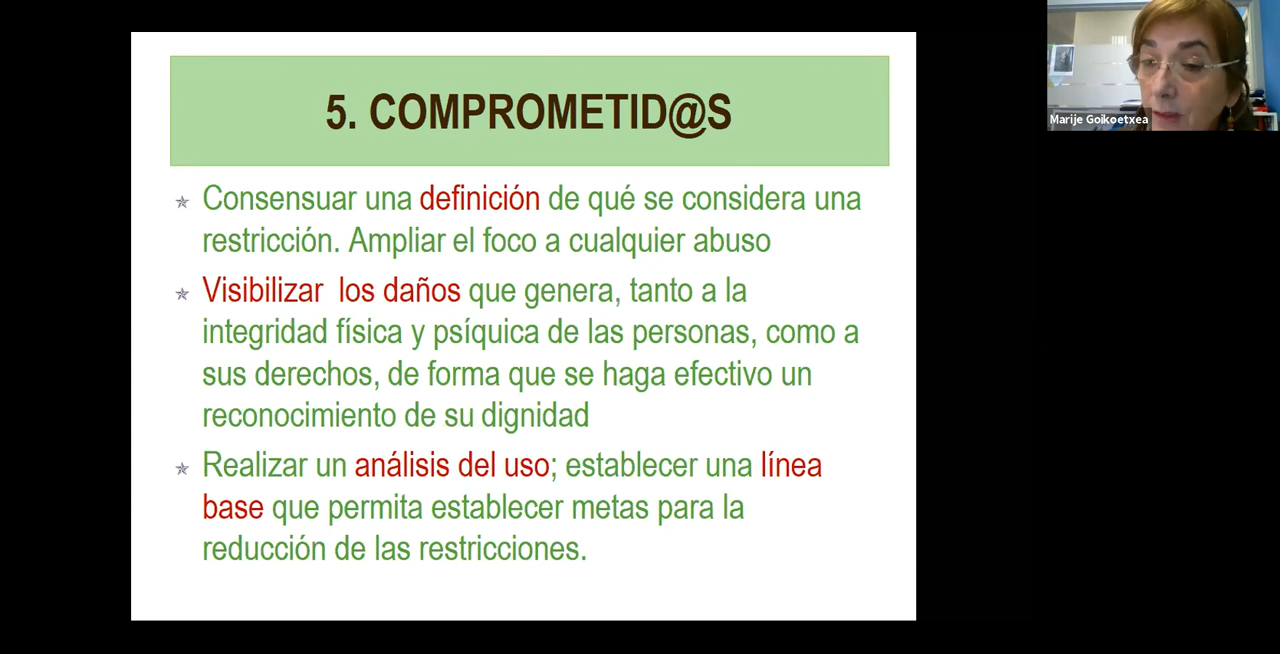 5. COMPROMETID@S
Consensuar una definición de qué se considera una
restricción. Ampliar el foco a cualquier abuso
Visibilizar los daños que genera, tanto a la
integridad física y psíquica de las personas, como a
sus derechos, de forma que se haga efectivo un
reconocimiento de su dignidad
Realizar un análisis del uso; establecer una línea
base que permita establecer metas para la
reducción de las restricciones.
Marije Goikoetxea